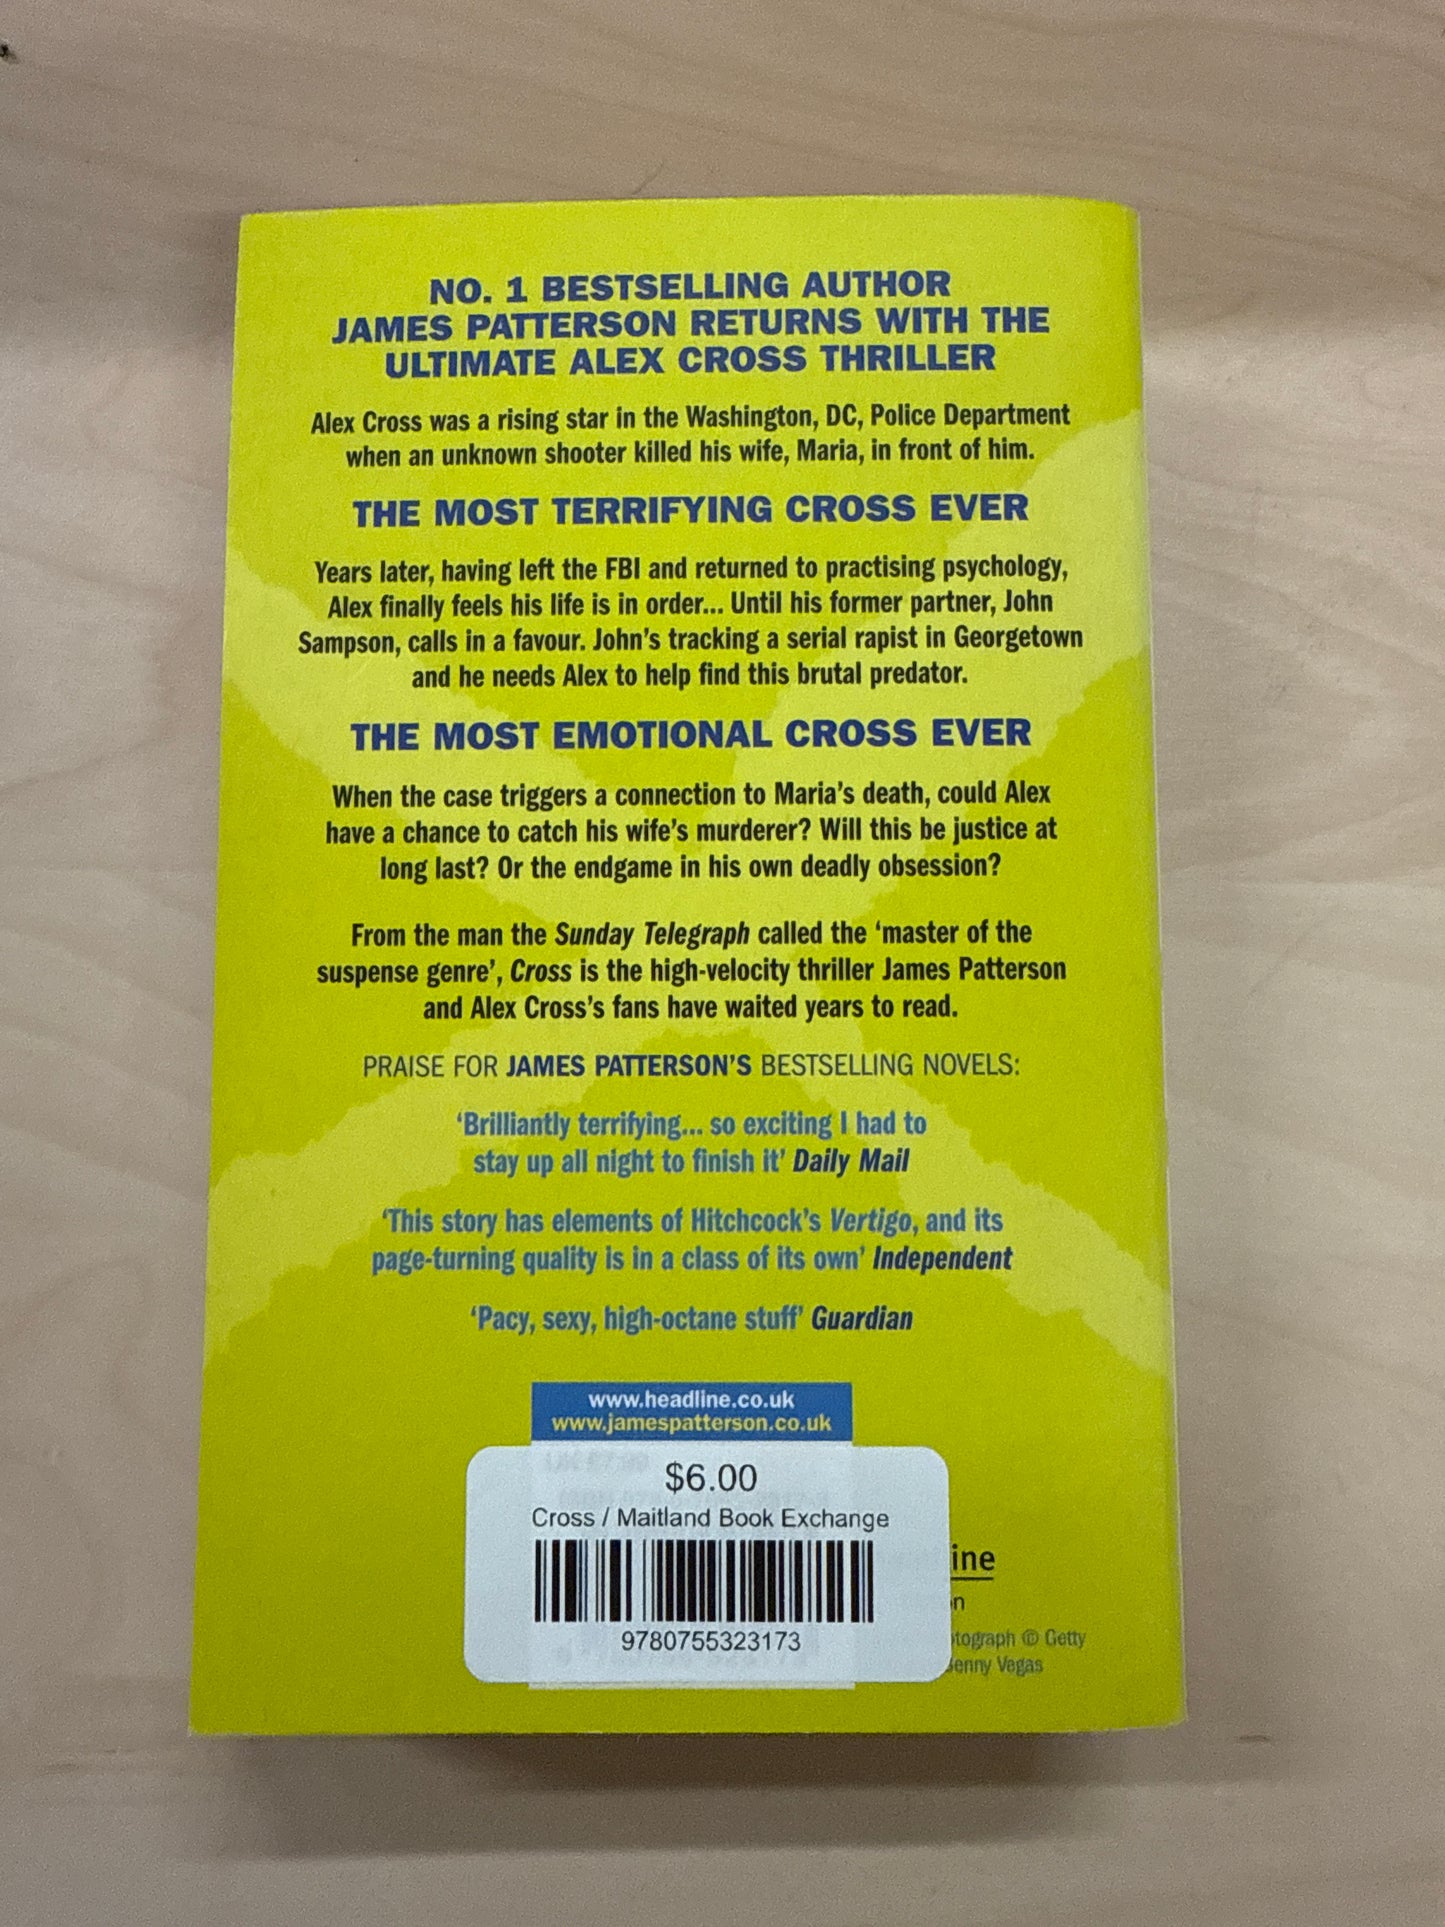 NO. 1 BESTSELLING AUTHOR
JAMES PATTERSON RETURNS WITH THE
ULTIMATE ALEX CROSS THRILLER
Alex Cross was a rising star in the Washington, DC, Police Department
when an unknown shooter killed his wife, Maria, in front of him.
THE MOST TERRIFYING CROSS EVER
Years later, having left the FBI and returned to practising psychology,
Alex finally feels his life is in order... Until his former partner, John
Sampson, calls in a favour. John's tracking a serial rapist in Georgetown
and he needs Alex to help find this brutal predator.
THE MOST EMOTIONAL CROSS EVER
When the case triggers a connection to Maria's death, could Alex
have a chance to catch his wife's murderer? Will this be justice at
long last? Or the endgame in his own deadly obsession?
From the man the Sunday Telegraph called the 'master of the
suspense genre', Cross is the high-velocity thriller James Patterson
and Alex Cross's fans have waited years to read.
PRAISE FOR JAMES PATTERSON'S BESTSELLING NOVELS:
'Brilliantly terrifying... so exciting I had to
stay up all night to finish it' Daily Mail
'This story has elements of Hitchcock's Vertigo, and its
page-turning quality is in a class of its own' Independent
'Pacy, sexy, high-octane stuff' Guardian
www.headline.co.uk
www.jamespatterson.co.uk
$6.00
Cross / Maitland Book Exchange
9780755323173
ine
n
tograph © Getty
enny Vegas